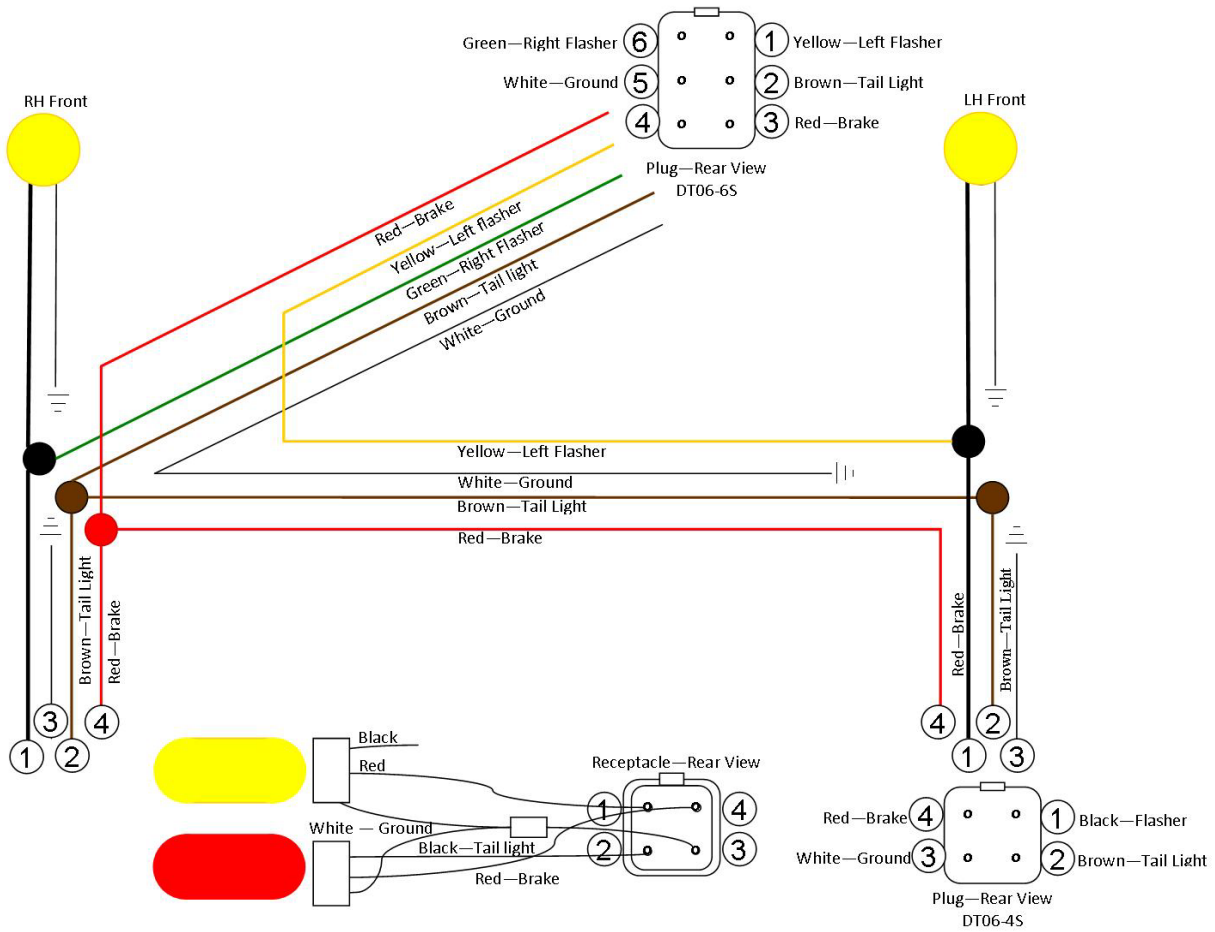 Green—Right Flasher 6 1 Yellow—Left Flasher
White—Ground 5 2 Brown—Tail Light
4 3 Red—Brake
RH Front
LH Front
Plug—Rear View
DT06-6S
Red—Brake
Yellow—Left flasher
Green—Right Flasher
Brown—Tail light
White—Ground
Yellow—Left Flasher
White—Ground
Brown—Tail Light
Red—Brake
Brown—Tail Light
Red—Brake
Red—Brake
Brown—Tail Light
3 4
1 2
4 2
1 3
Black
Red
White — Ground
Black—Tail light
Red—Brake
Receptacle—Rear View
1 4
2 3
Red—Brake 4 1 Black—Flasher
White—Ground 3 2 Brown—Tail Light
Plug—Rear View
DT06-4S